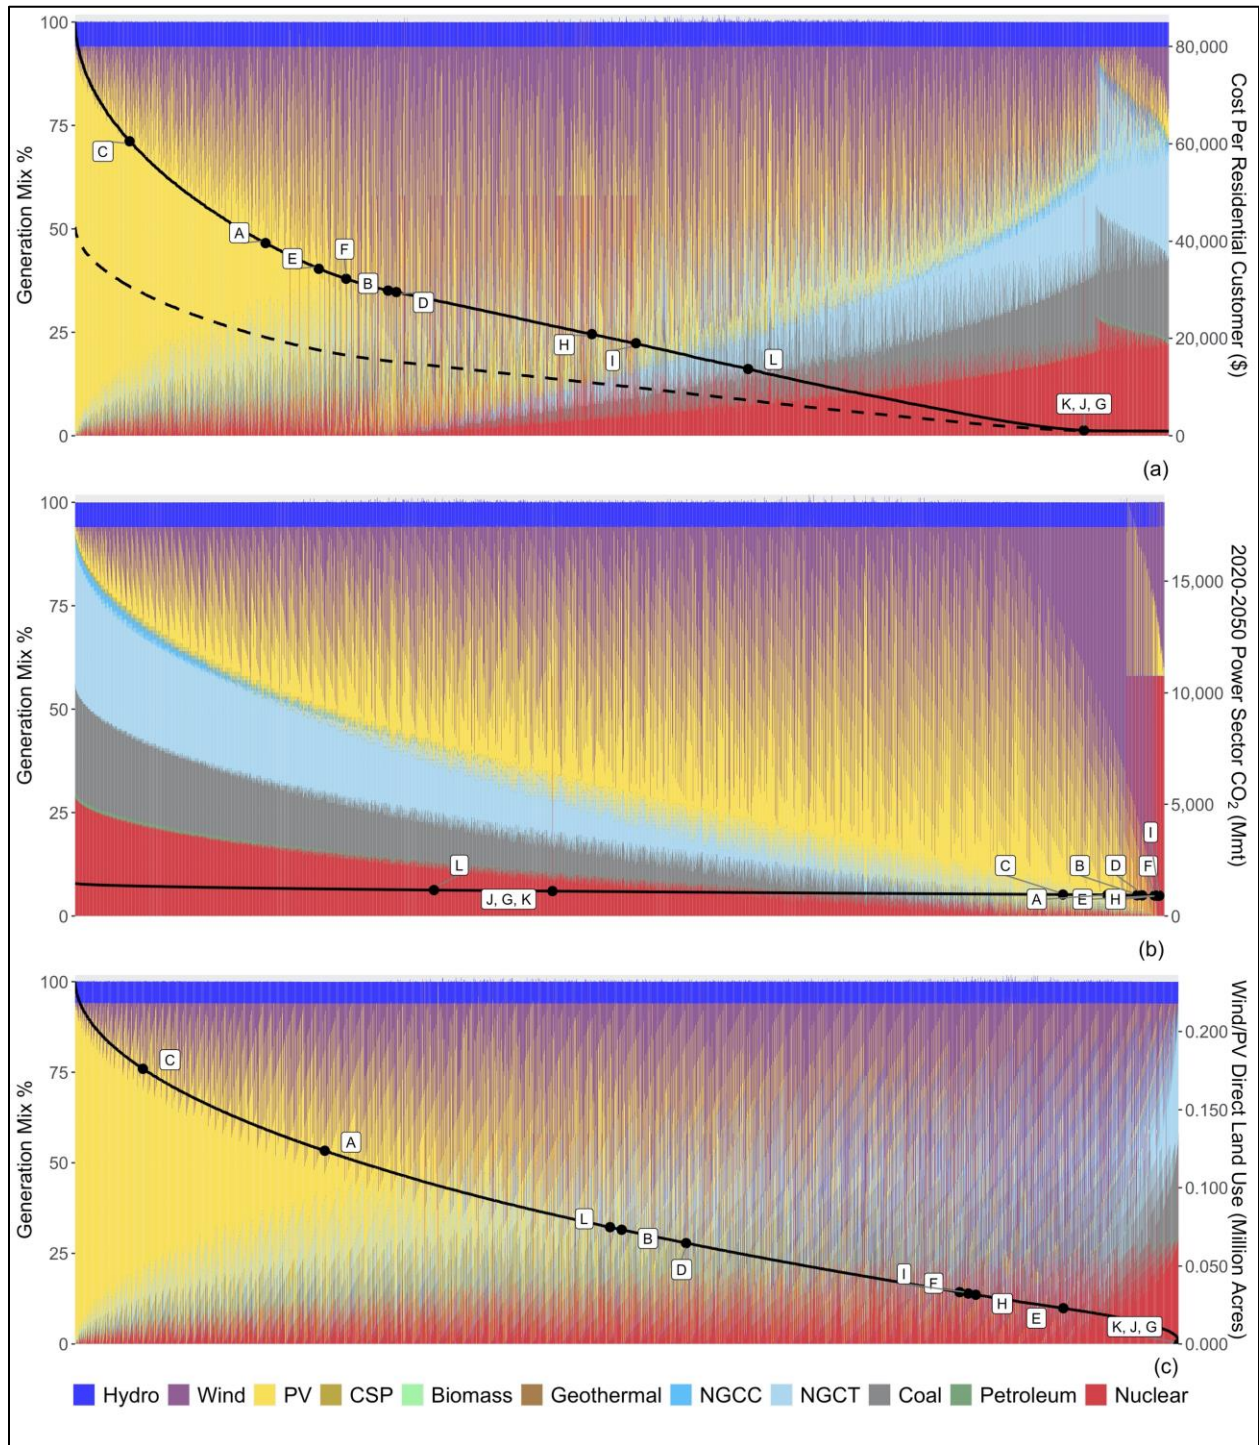 100
75
50
25
0
Generation Mix %
80,000
60,000
40,000
20,000
0
Cost Per Residential Customer ($)
C
A
E
F
B
D
H
I
L
K, J, G
(a)
100
75
50
25
0
Generation Mix %
15,000
10,000
5,000
0
2020-2050 Power Sector CO₂ (Mmt)
L
J, G, K
C
B
D
F
I
A
E
H
(b)
100
75
50
25
0
Generation Mix %
0.200
0.150
0.100
0.050
0.000
Wind/PV Direct Land Use (Million Acres)
C
A
L
B
D
I
F
H
E
K, J, G
(c)
Hydro Wind PV CSP Biomass Geothermal NGCC NGCT Coal Petroleum Nuclear